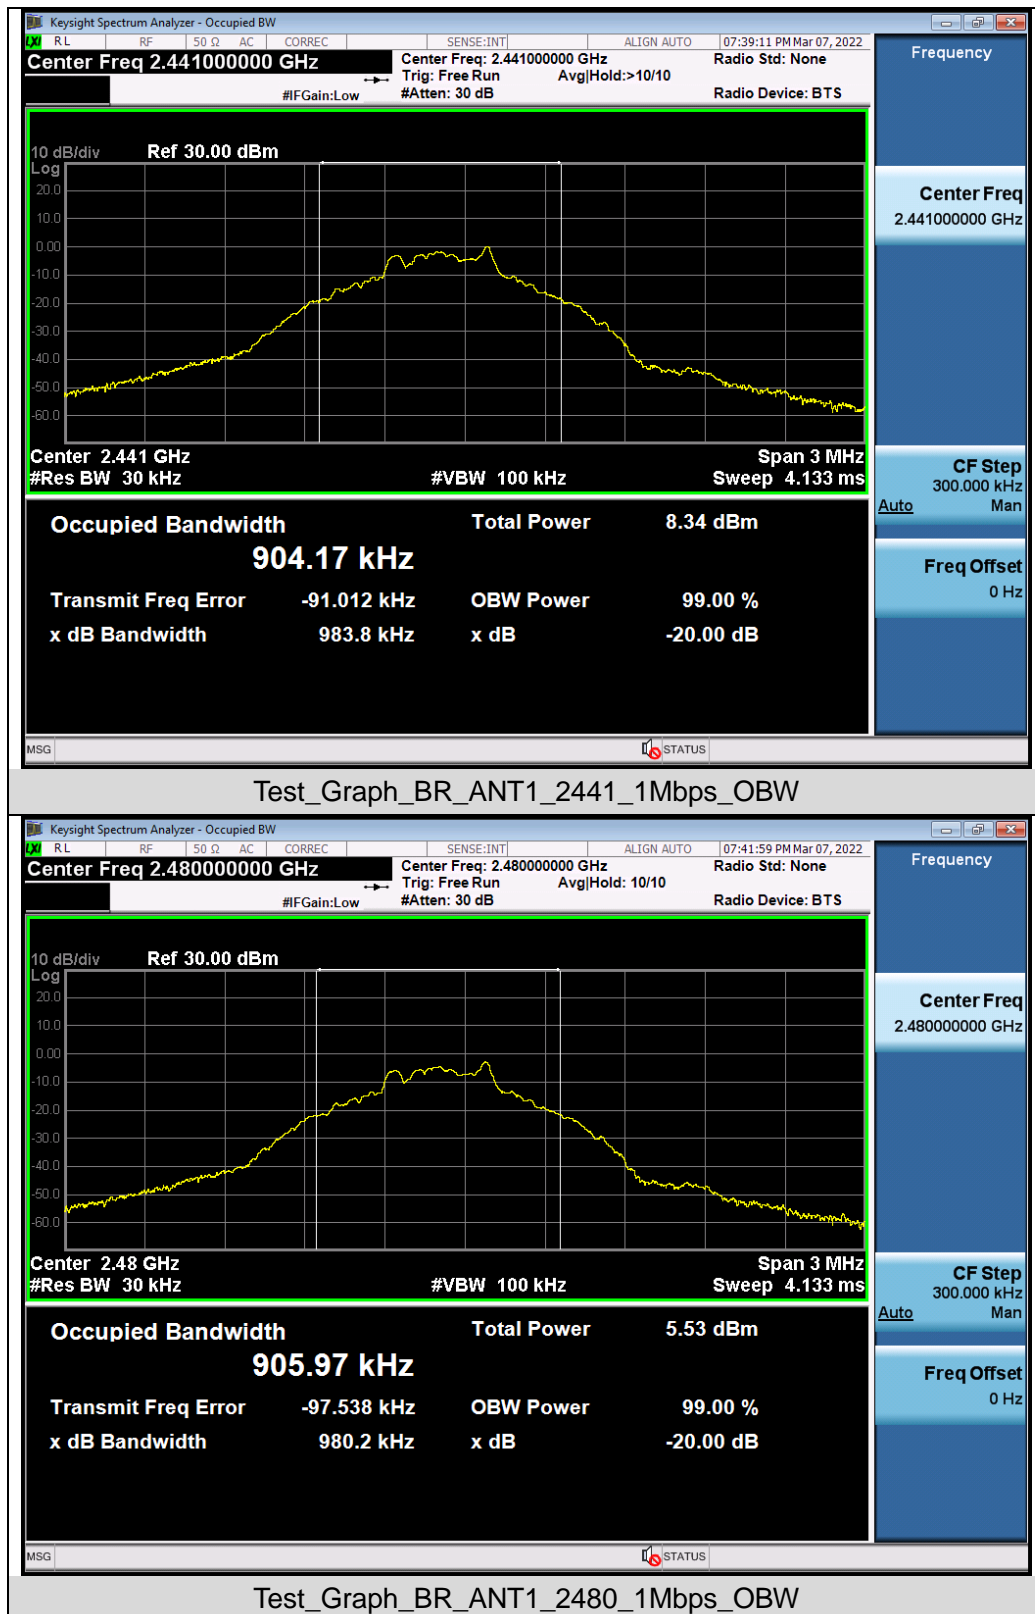 Keysight Spectrum Analyzer - Occupied BW
LXI RL RF 50 Ω AC CORREC SENSE:INT ALIGN AUTO 07:39:11 PM Mar 07, 2022
Center Freq 2.441000000 GHz
Center Freq: 2.441000000 GHz Radio Std: None
Trig: Free Run Avg|Hold:>10/10
#IFGain:Low #Atten: 30 dB Radio Device: BTS
Frequency
10 dB/div Ref 30.00 dBm
Log
20.0
10.0
0.00
-10.0
-20.0
-30.0
-40.0
-50.0
-60.0
Center Freq
2.441000000 GHz
Center 2.441 GHz Span 3 MHz
#Res BW 30 kHz #VBW 100 kHz Sweep 4.133 ms
CF Step
300.000 kHz
Auto Man
Occupied Bandwidth Total Power 8.34 dBm
904.17 kHz
Transmit Freq Error -91.012 kHz OBW Power 99.00 %
x dB Bandwidth 983.8 kHz x dB -20.00 dB
Freq Offset
0 Hz
MSG STATUS
Test_Graph_BR_ANT1_2441_1Mbps_OBW
Keysight Spectrum Analyzer - Occupied BW
LXI RL RF 50 Ω AC CORREC SENSE:INT ALIGN AUTO 07:41:59 PM Mar 07, 2022
Center Freq 2.480000000 GHz
Center Freq: 2.480000000 GHz Radio Std: None
Trig: Free Run Avg|Hold: 10/10
#IFGain:Low #Atten: 30 dB Radio Device: BTS
Frequency
10 dB/div Ref 30.00 dBm
Log
20.0
10.0
0.00
-10.0
-20.0
-30.0
-40.0
-50.0
-60.0
Center Freq
2.480000000 GHz
Center 2.48 GHz Span 3 MHz
#Res BW 30 kHz #VBW 100 kHz Sweep 4.133 ms
CF Step
300.000 kHz
Auto Man
Occupied Bandwidth Total Power 5.53 dBm
905.97 kHz
Transmit Freq Error -97.538 kHz OBW Power 99.00 %
x dB Bandwidth 980.2 kHz x dB -20.00 dB
Freq Offset
0 Hz
MSG STATUS
Test_Graph_BR_ANT1_2480_1Mbps_OBW